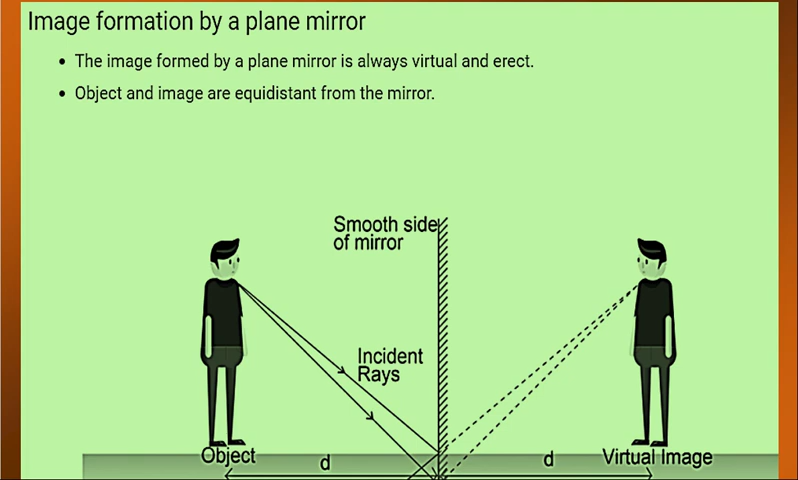 Image formation by a plane mirror
• The image formed by a plane mirror is always virtual and erect.
• Object and image are equidistant from the mirror.
Smooth side
of mirror
Incident
Rays
Object
d
d
Virtual Image